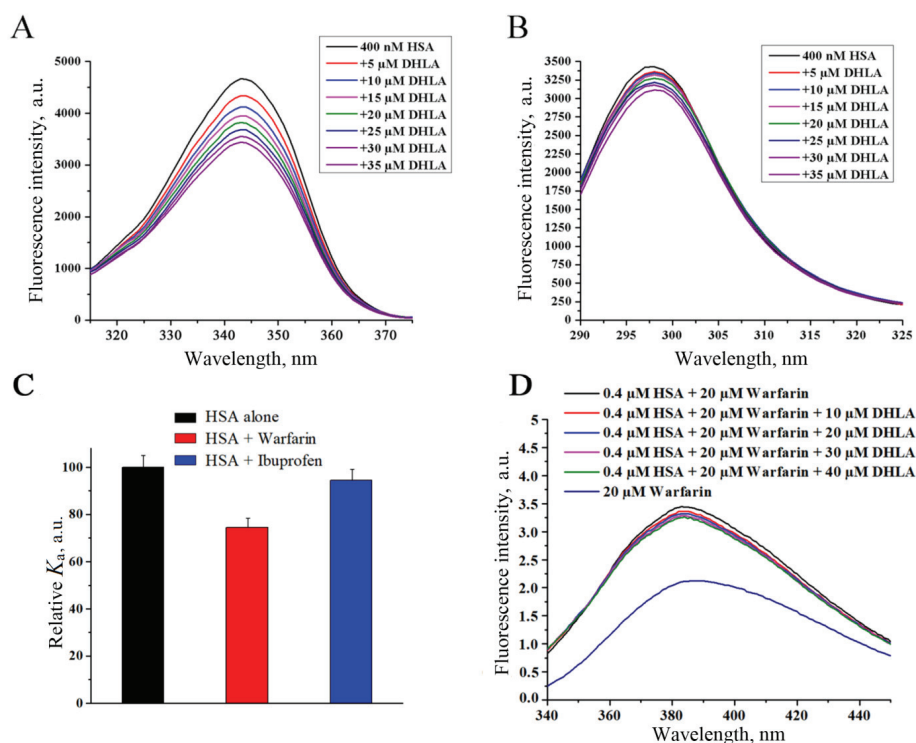 A
Fluorescence intensity, a.u.
5000
4000
3000
2000
1000
0
320
330
340
350
360
370
Wavelength, nm
400 nM HSA
+5 µM DHLA
+10 µM DHLA
+15 µM DHLA
+20 µM DHLA
+25 µM DHLA
+30 µM DHLA
+35 µM DHLA
B
Fluorescence intensity, a.u.
3500
3250
3000
2750
2500
2250
2000
1750
1500
1250
1000
750
500
250
0
290
295
300
305
310
315
320
325
Wavelength, nm
400 nM HSA
+5 µM DHLA
+10 µM DHLA
+15 µM DHLA
+20 µM DHLA
+25 µM DHLA
+30 µM DHLA
+35 µM DHLA
C
HSA alone
HSA + Warfarin
HSA + Ibuprofen
Relative Ka, a.u.
100
80
60
40
20
0
D
0.4 µM HSA + 20 µM Warfarin
0.4 µM HSA + 20 µM Warfarin + 10 µM DHLA
0.4 µM HSA + 20 µM Warfarin + 20 µM DHLA
0.4 µM HSA + 20 µM Warfarin + 30 µM DHLA
0.4 µM HSA + 20 µM Warfarin + 40 µM DHLA
20 µM Warfarin
Fluorescence intensity, a.u.
5
4.5
4.0
3.5
3.0
2.5
2.0
1.5
1.0
0.5
0.0
340
360
380
400
420
440
Wavelength, nm